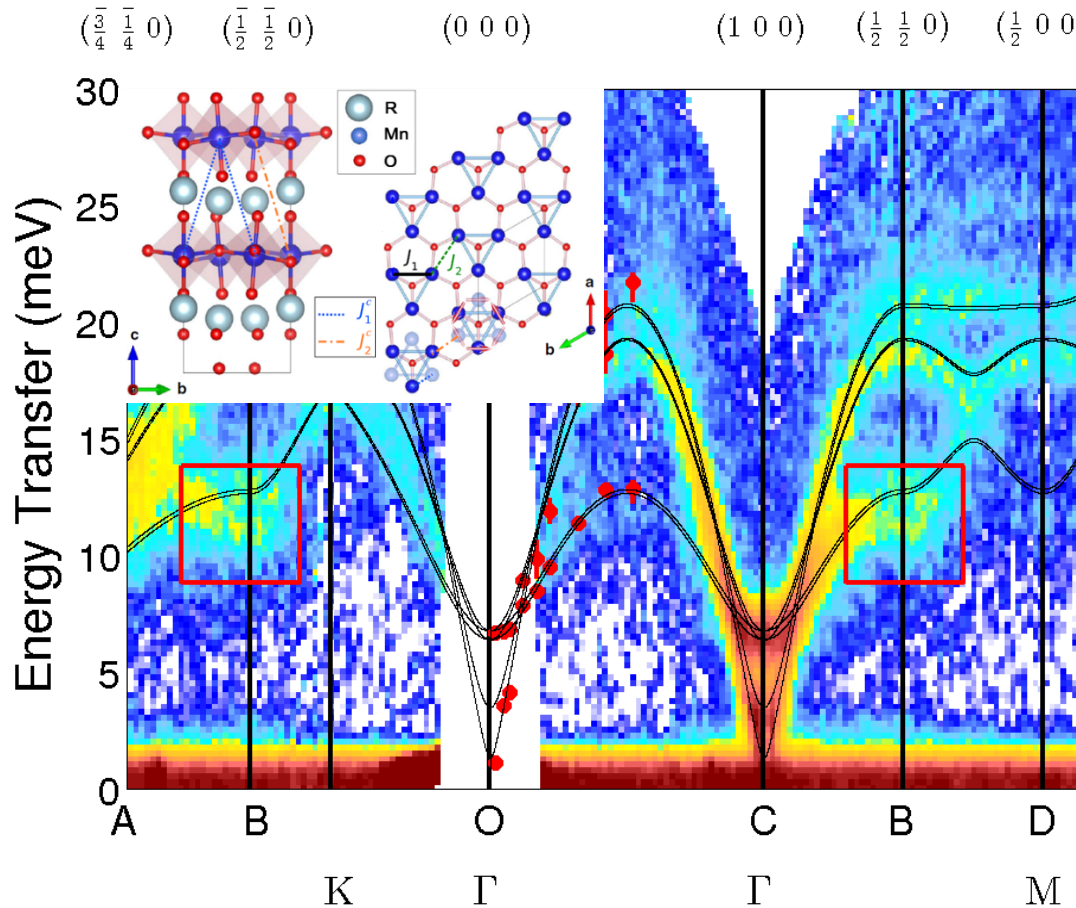 (3̅/4 1̅/4 0) (1̅/2 1̅/2 0) (0 0 0) (1 0 0) (1/2 1/2 0) (1/2 0 0)
Energy Transfer (meV)
30
25
20
15
10
5
0
R
Mn
O
J₁
J₂
J₁ᶜ
J₂ᶜ
c
b
a
b
A B O C B D
K Γ Γ M